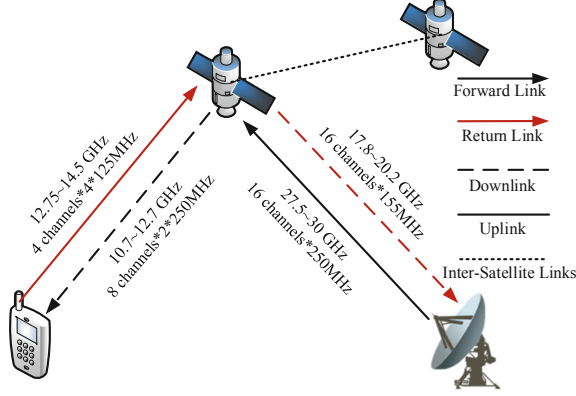 12.75~14.5 GHz
4 channels*4*125MHz
10.7~12.7 GHz
8 channels*2*250MHz
17.8~20.2 GHz
16 channels*155MHz
27.5~30 GHz
16 channels*250MHz
Forward Link
Return Link
Downlink
Uplink
Inter-Satellite Links